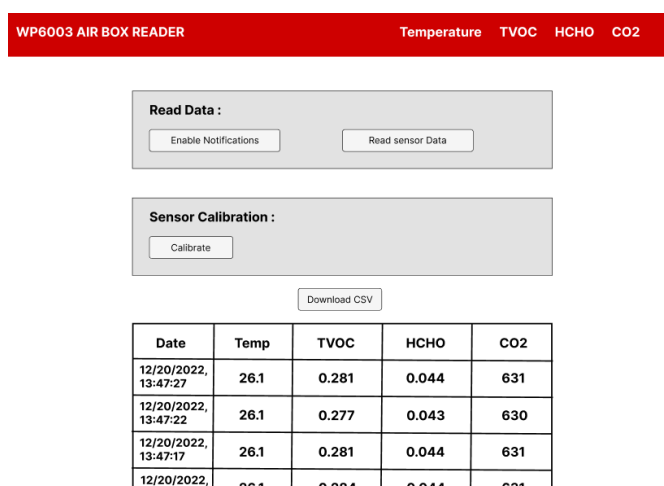 WP6003 AIR BOX READER Temperature TVOC HCHO CO2
Read Data :
Enable Notifications Read sensor Data
Sensor Calibration :
Calibrate
Download CSV
Date Temp TVOC HCHO CO2
12/20/2022,
13:47:27 26.1 0.281 0.044 631
12/20/2022,
13:47:22 26.1 0.277 0.043 630
12/20/2022,
13:47:17 26.1 0.281 0.044 631
12/20/2022,